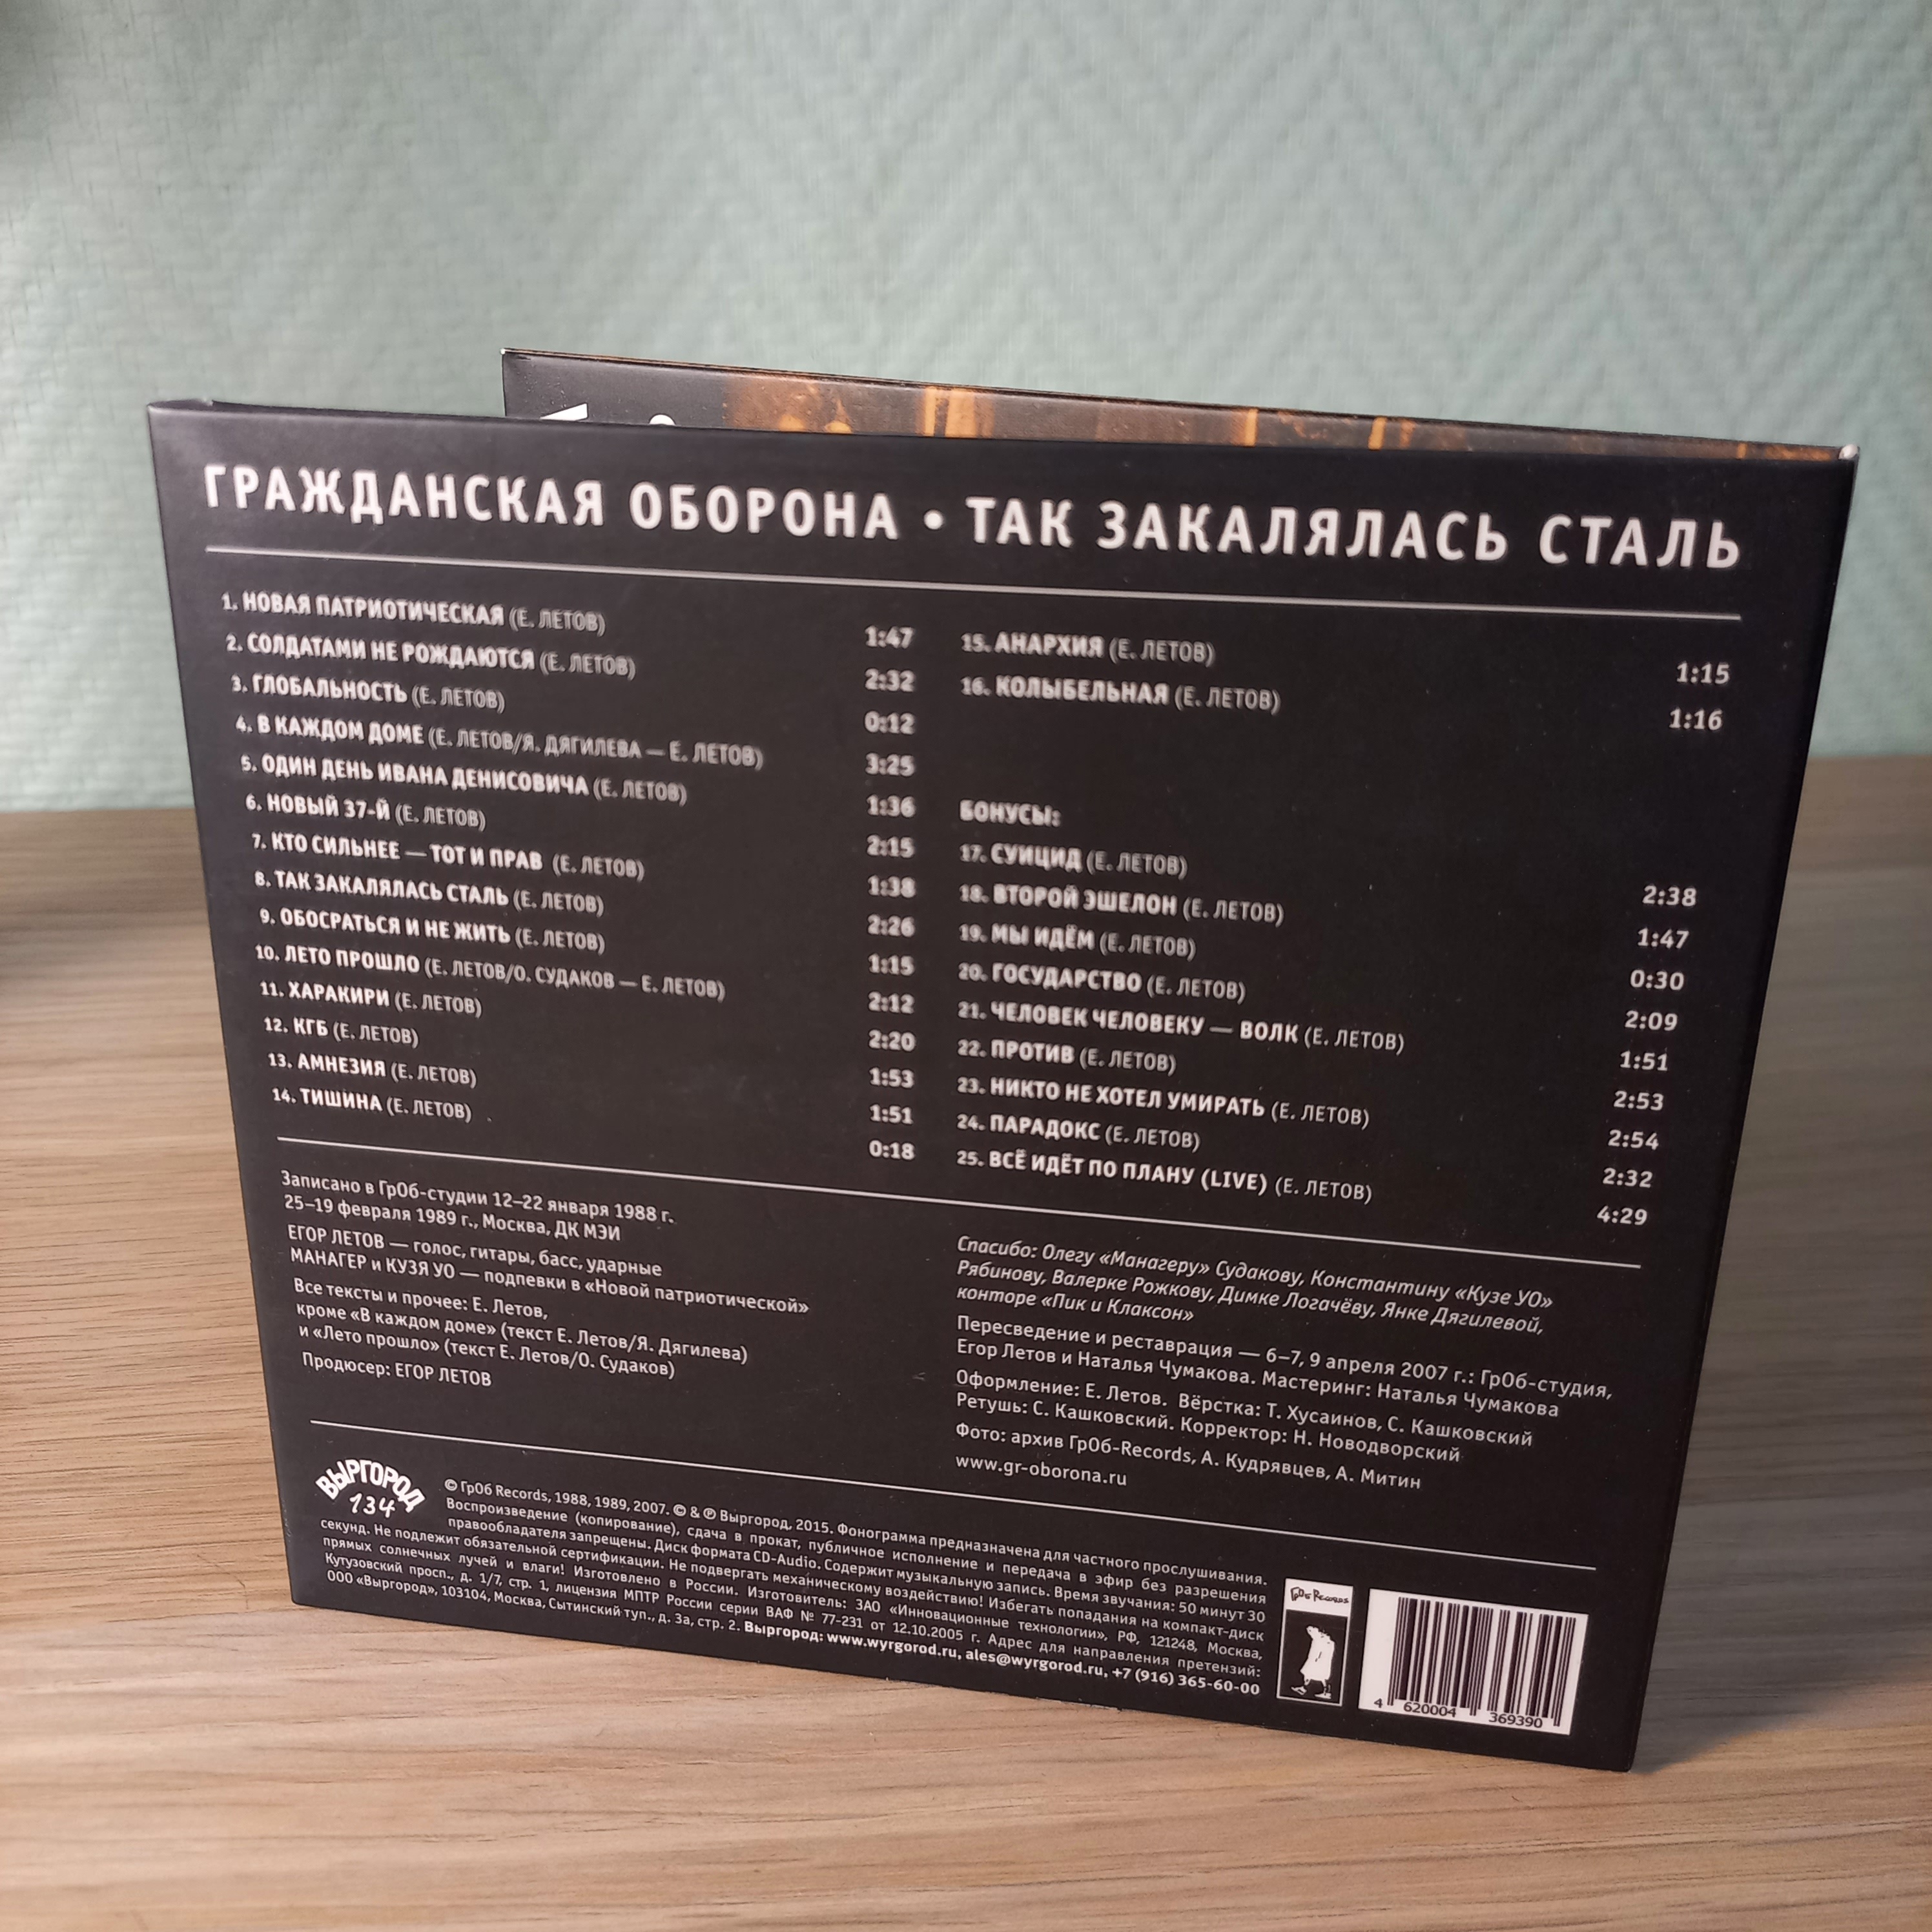 ГРАЖДАНСКАЯ ОБОРОНА • ТАК ЗАКАЛЯЛАСЬ СТАЛЬ
1. НОВАЯ ПАТРИОТИЧЕСКАЯ (Е. ЛЕТОВ) 1:47
2. СОЛДАТАМИ НЕ РОЖДАЮТСЯ (Е. ЛЕТОВ) 2:32
3. ГЛОБАЛЬНОСТЬ (Е. ЛЕТОВ) 0:12
4. В КАЖДОМ ДОМЕ (Е. ЛЕТОВ/Я. ДЯГИЛЕВА — Е. ЛЕТОВ) 3:25
5. ОДИН ДЕНЬ ИВАНА ДЕНИСОВИЧА (Е. ЛЕТОВ) 1:36
6. НОВЫЙ 37-Й (Е. ЛЕТОВ) 2:15
7. КТО СИЛЬНЕЕ — ТОТ И ПРАВ (Е. ЛЕТОВ) 1:38
8. ТАК ЗАКАЛЯЛАСЬ СТАЛЬ (Е. ЛЕТОВ) 2:26
9. ОБОСРАТЬСЯ И НЕ ЖИТЬ (Е. ЛЕТОВ) 1:15
10. ЛЕТО ПРОШЛО (Е. ЛЕТОВ/О. СУДАКОВ — Е. ЛЕТОВ) 2:12
11. ХАРАКИРИ (Е. ЛЕТОВ) 2:20
12. КГБ (Е. ЛЕТОВ) 1:53
13. АМНЕЗИЯ (Е. ЛЕТОВ) 1:51
14. ТИШИНА (Е. ЛЕТОВ) 0:18
15. АНАРХИЯ (Е. ЛЕТОВ) 1:15
16. КОЛЫБЕЛЬНАЯ (Е. ЛЕТОВ) 1:16
БОНУСЫ:
17. СУИЦИД (Е. ЛЕТОВ) 2:38
18. ВТОРОЙ ЭШЕЛОН (Е. ЛЕТОВ) 1:47
19. МЫ ИДЁМ (Е. ЛЕТОВ) 0:30
20. ГОСУДАРСТВО (Е. ЛЕТОВ) 2:09
21. ЧЕЛОВЕК ЧЕЛОВЕКУ — ВОЛК (Е. ЛЕТОВ) 1:51
22. ПРОТИВ (Е. ЛЕТОВ) 2:53
23. НИКТО НЕ ХОТЕЛ УМИРАТЬ (Е. ЛЕТОВ) 2:54
24. ПАРАДОКС (Е. ЛЕТОВ) 2:32
25. ВСЁ ИДЁТ ПО ПЛАНУ (LIVE) (Е. ЛЕТОВ) 4:29
Записано в ГрОб-студии 12–22 января 1988 г.
25–19 февраля 1989 г., Москва, ДК МЭИ
ЕГОР ЛЕТОВ — голос, гитары, басс, ударные
МАНАГЕР и КУЗЯ УО — подпевки в «Новой патриотической»
Все тексты и прочее: Е. Летов,
кроме «В каждом доме» (текст Е. Летов/Я. Дягилева)
и «Лето прошло» (текст Е. Летов/О. Судаков)
Продюсер: ЕГОР ЛЕТОВ
Спасибо: Олегу «Манагеру» Судакову, Константину «Кузе УО»
Рябинову, Валерке Рожкову, Димке Логачёву, Янке Дягилевой,
конторе «Пик и Клаксон»
Пересведение и реставрация — 6–7, 9 апреля 2007 г.: ГрОб-студия,
Егор Летов и Наталья Чумакова. Мастеринг: Наталья Чумакова
Оформление: Е. Летов. Вёрстка: Т. Хусаинов, С. Кашковский
Ретушь: С. Кашковский. Корректор: Н. Новодворский
Фото: архив ГрОб-Records, А. Кудрявцев, А. Митин
www.gr-oborona.ru
ВЫРГОРОД
134
© ГрОб Records, 1988, 1989, 2007. © & ℗ Выргород, 2015. Фонограмма предназначена для частного прослушивания.
Воспроизведение (копирование), сдача в прокат, публичное исполнение и передача в эфир без разрешения
правообладателя запрещены. Диск формата CD-Audio. Содержит музыкальную запись. Время звучания: 50 минут 30
секунд. Не подлежит обязательной сертификации. Не подвергать механическому воздействию! Избегать попадания на компакт-диск
прямых солнечных лучей и влаги! Изготовлено в России. Изготовитель: ЗАО «Инновационные технологии», РФ, 121248, Москва,
Кутузовский просп., д. 1/7, стр. 1, лицензия МПТР России серии ВАФ № 77-231 от 12.10.2005 г. Адрес для направления претензий:
ООО «Выргород», 103104, Москва, Сытинский туп., д. 3а, стр. 2. Выргород: www.wyrgorod.ru, ales@wyrgorod.ru, +7 (916) 365-60-00
ГрОб Records
4 620004 369390